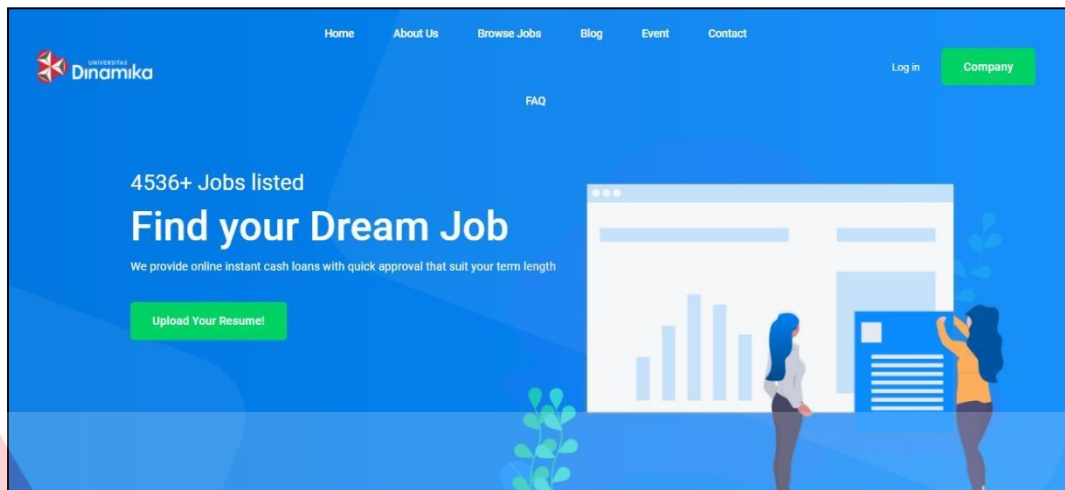 Home About Us Browse Jobs Blog Event Contact
UNIVERSITAS
Dinamika
Log in Company
FAQ
4536+ Jobs listed
Find your Dream Job
We provide online instant cash loans with quick approval that suit your term length
Upload Your Resume!